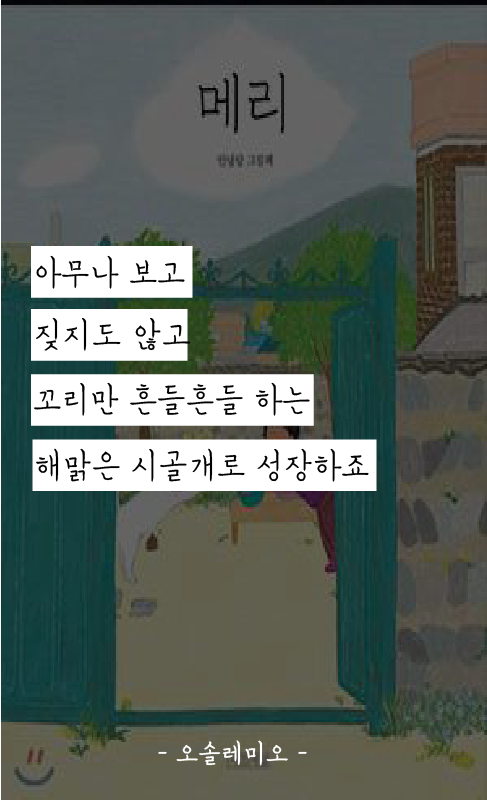 메리
안녕달 그림책
아무나 보고
짖지도 않고
꼬리만 흔들흔들 하는
해맑은 시골개로 성장하죠
- 오솔레미오 -